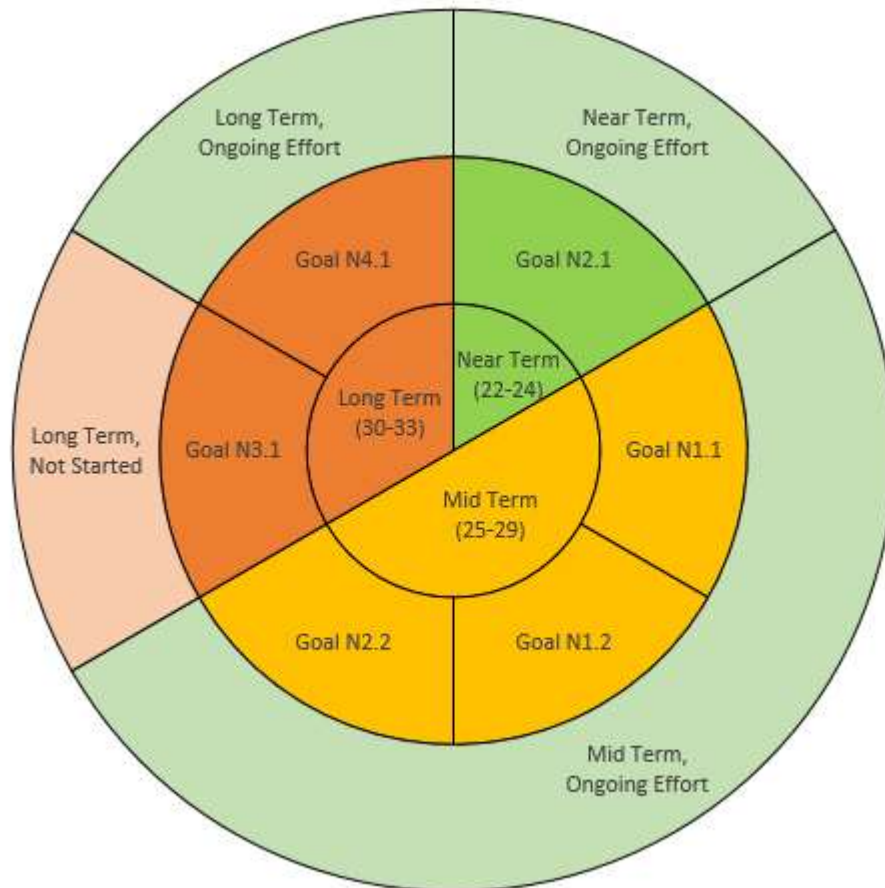 Long Term,
Ongoing Effort
Near Term,
Ongoing Effort
Goal N4.1
Goal N2.1
Near Term
(22-24)
Long Term
(30-33)
Long Term,
Not Started
Goal N3.1
Goal N1.1
Mid Term
(25-29)
Goal N2.2
Goal N1.2
Mid Term,
Ongoing Effort